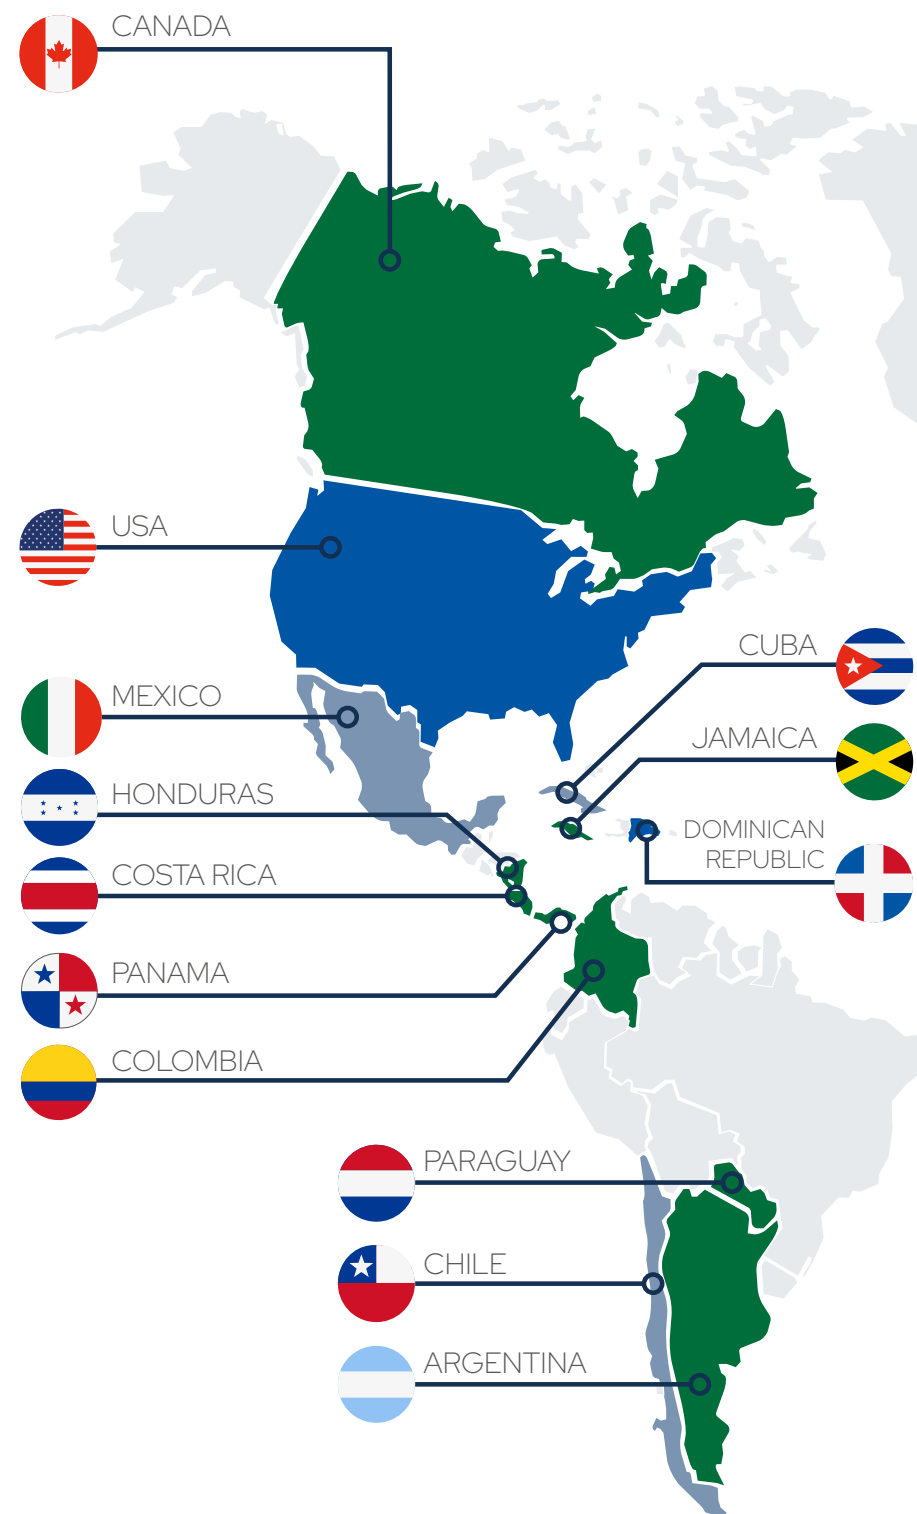 CANADA
USA
CUBA
MEXICO
JAMAICA
HONDURAS
DOMINICAN
REPUBLIC
COSTA RICA
PANAMA
COLOMBIA
PARAGUAY
CHILE
ARGENTINA